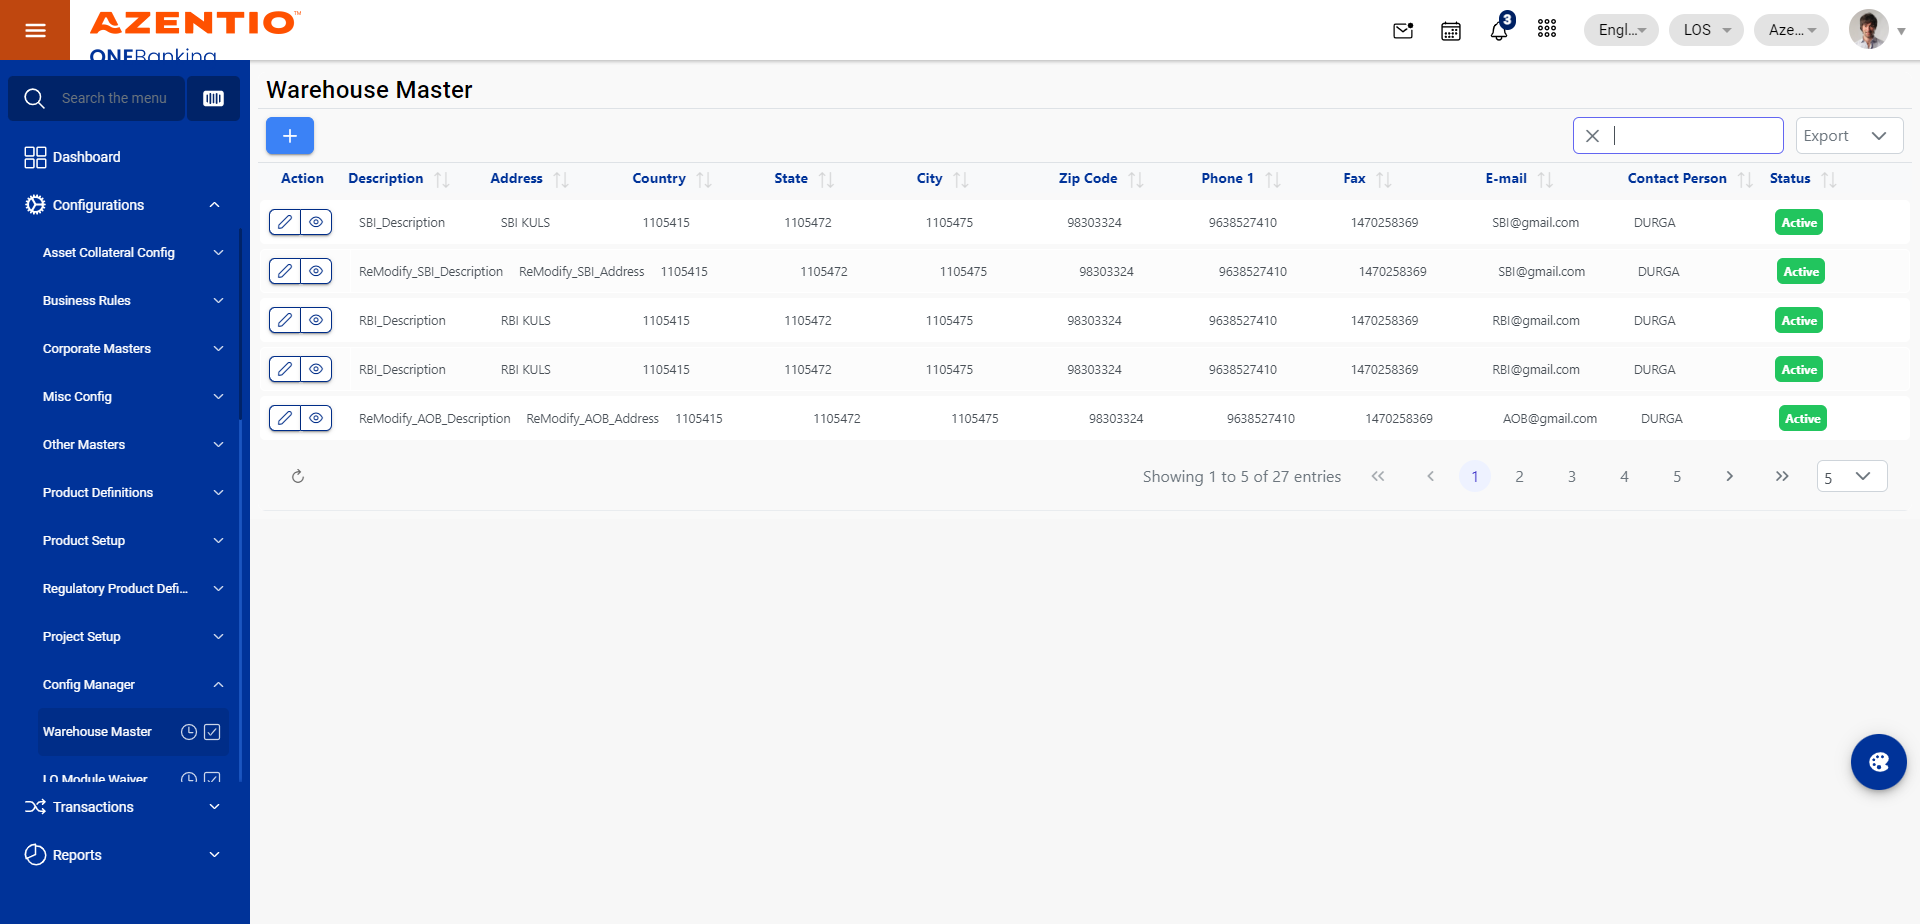 AZENTIO™
ONEBanking
3
Engl...
LOS
Aze...
Search the menu
Dashboard
Configurations
Asset Collateral Config
Business Rules
Corporate Masters
Misc Config
Other Masters
Product Definitions
Product Setup
Regulatory Product Defi...
Project Setup
Config Manager
Warehouse Master
LO Module Waiver
Transactions
Reports
Warehouse Master
Export
Action Description Address Country State City Zip Code Phone 1 Fax E-mail Contact Person Status
SBI_Description SBI KULS 1105415 1105472 1105475 98303324 9638527410 1470258369 SBI@gmail.com DURGA Active
ReModify_SBI_Description ReModify_SBI_Address 1105415 1105472 1105475 98303324 9638527410 1470258369 SBI@gmail.com DURGA Active
RBI_Description RBI KULS 1105415 1105472 1105475 98303324 9638527410 1470258369 RBI@gmail.com DURGA Active
RBI_Description RBI KULS 1105415 1105472 1105475 98303324 9638527410 1470258369 RBI@gmail.com DURGA Active
ReModify_AOB_Description ReModify_AOB_Address 1105415 1105472 1105475 98303324 9638527410 1470258369 AOB@gmail.com DURGA Active
Showing 1 to 5 of 27 entries 1 2 3 4 5 5